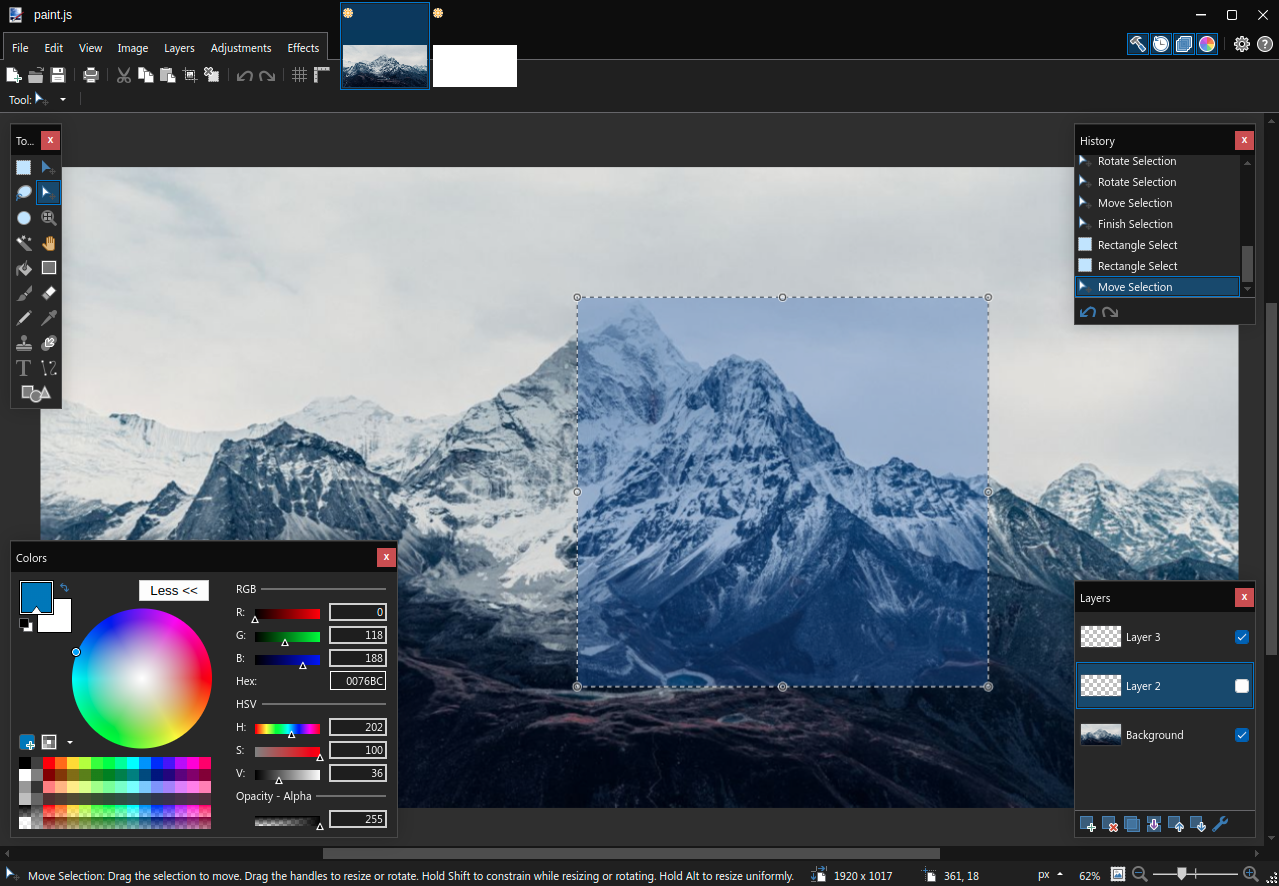 paint.js
File Edit View Image Layers Adjustments Effects
Tool:
To...
History
Rotate Selection
Rotate Selection
Move Selection
Finish Selection
Rectangle Select
Rectangle Select
Move Selection
Colors
Less <<
RGB
R: 0
G: 118
B: 188
Hex: 0076BC
HSV
H: 202
S: 100
V: 36
Opacity - Alpha
255
Layers
Layer 3
Layer 2
Background
Move Selection: Drag the selection to move. Drag the handles to resize or rotate. Hold Shift to constrain while resizing or rotating. Hold Alt to resize uniformly. 1920 x 1017 361, 18 px 62%